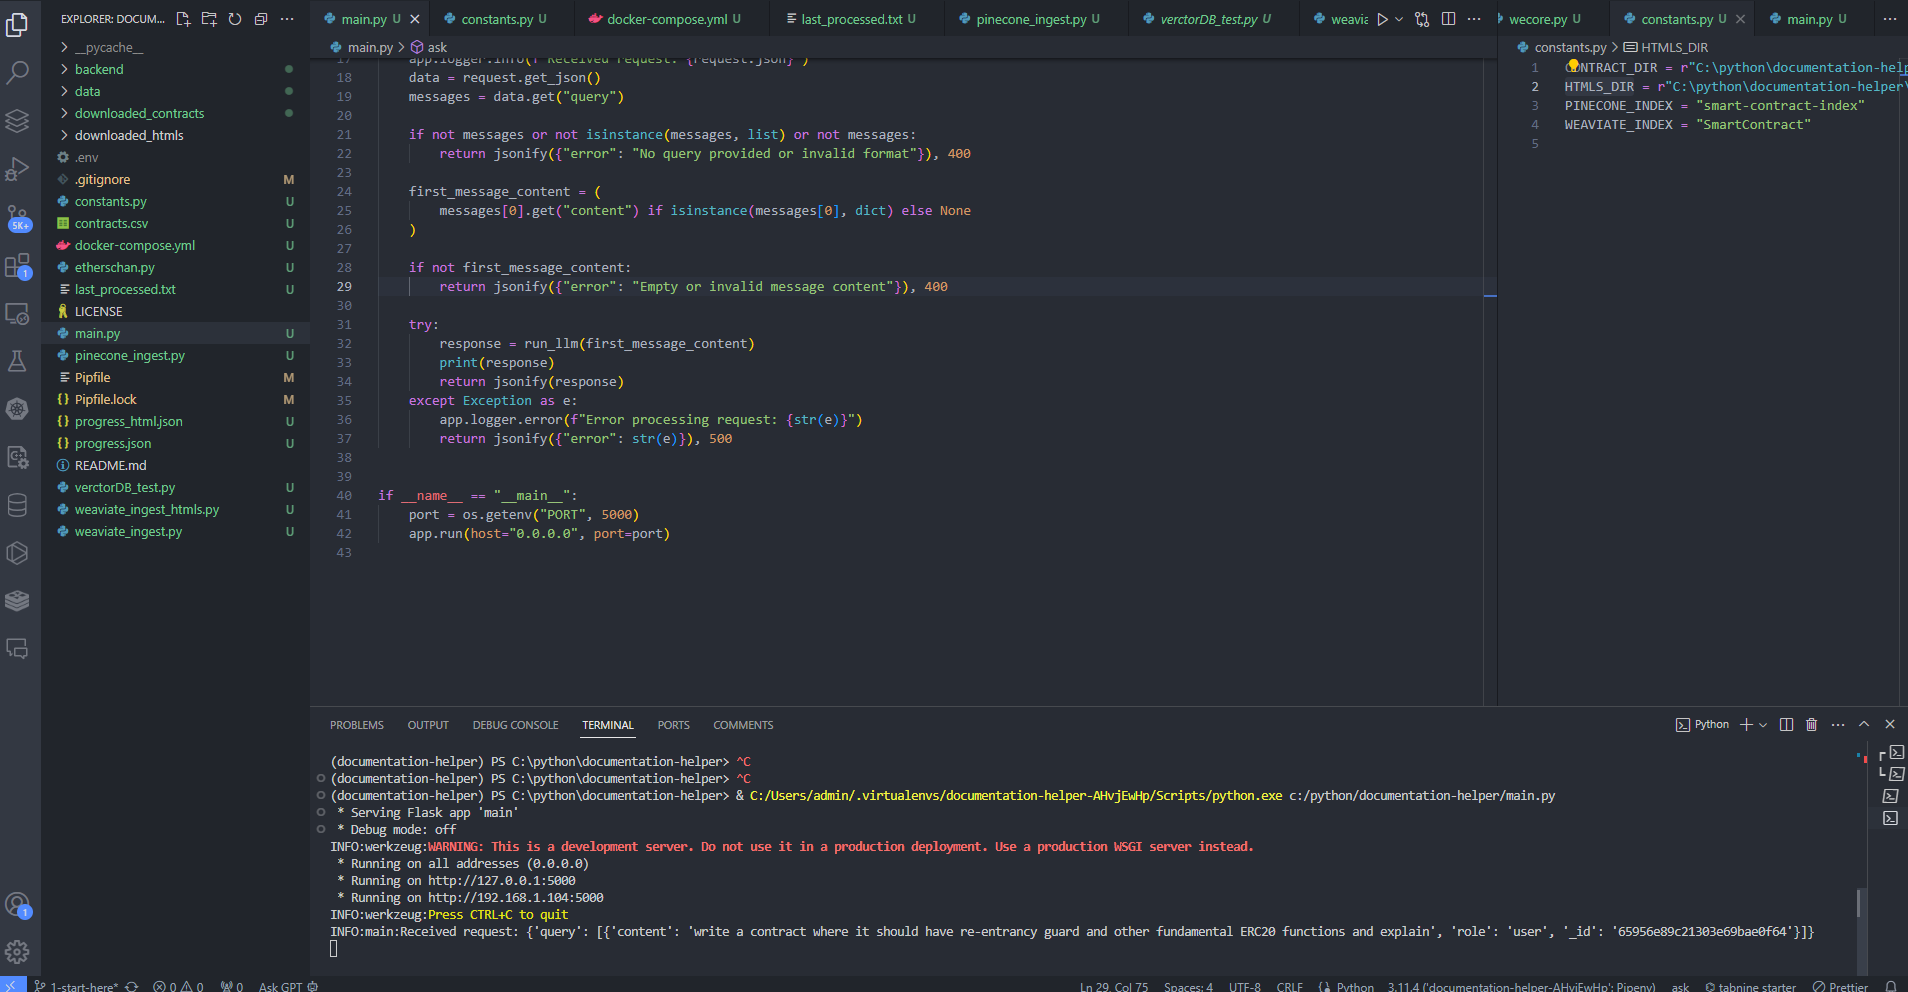 EXPLORER: DOCUM...
__pycache__
backend
data
downloaded_contracts
downloaded_htmls
.env
.gitignore M
constants.py U
contracts.csv U
docker-compose.yml U
etherschan.py U
last_processed.txt U
LICENSE
main.py U
pinecone_ingest.py U
Pipfile M
Pipfile.lock M
progress_html.json U
progress.json U
README.md
verctorDB_test.py U
weaviate_ingest_htmls.py U
weaviate_ingest.py U
5K+
1
1
main.py U
constants.py U
docker-compose.yml U
last_processed.txt U
pinecone_ingest.py U
verctorDB_test.py U
weavia
main.py > ask
17 app.logger.info(f"Received request: {request.json}")
18 data = request.get_json()
19 messages = data.get("query")
20
21 if not messages or not isinstance(messages, list) or not messages:
22 return jsonify({"error": "No query provided or invalid format"}), 400
23
24 first_message_content = (
25 messages[0].get("content") if isinstance(messages[0], dict) else None
26 )
27
28 if not first_message_content:
29 return jsonify({"error": "Empty or invalid message content"}), 400
30
31 try:
32 response = run_llm(first_message_content)
33 print(response)
34 return jsonify(response)
35 except Exception as e:
36 app.logger.error(f"Error processing request: {str(e)}")
37 return jsonify({"error": str(e)}), 500
38
39
40 if __name__ == "__main__":
41 port = os.getenv("PORT", 5000)
42 app.run(host="0.0.0.0", port=port)
43
wecore.py U
constants.py U
main.py U
constants.py > HTMLS_DIR
1 CONTRACT_DIR = r"C:\python\documentation-help
2 HTMLS_DIR = r"C:\python\documentation-helper\
3 PINECONE_INDEX = "smart-contract-index"
4 WEAVIATE_INDEX = "SmartContract"
5
PROBLEMS OUTPUT DEBUG CONSOLE TERMINAL PORTS COMMENTS
Python
(documentation-helper) PS C:\python\documentation-helper> ^C
(documentation-helper) PS C:\python\documentation-helper> ^C
(documentation-helper) PS C:\python\documentation-helper> & C:/Users/admin/.virtualenvs/documentation-helper-AHvjEwHp/Scripts/python.exe c:/python/documentation-helper/main.py
* Serving Flask app 'main'
* Debug mode: off
INFO:werkzeug:WARNING: This is a development server. Do not use it in a production deployment. Use a production WSGI server instead.
* Running on all addresses (0.0.0.0)
* Running on http://127.0.0.1:5000
* Running on http://192.168.1.104:5000
INFO:werkzeug:Press CTRL+C to quit
INFO:main:Received request: {'query': [{'content': 'write a contract where it should have re-entrancy guard and other fundamental ERC20 functions and explain', 'role': 'user', '_id': '65956e89c21303e69bae0f64'}]}
1-start-here* 0 0 0 Ask GPT
Ln 29, Col 75 Spaces: 4 UTF-8 CRLF Python 3.11.4 ('documentation-helper-AHvjEwHp': Pipenv) ask tabnine starter Prettier